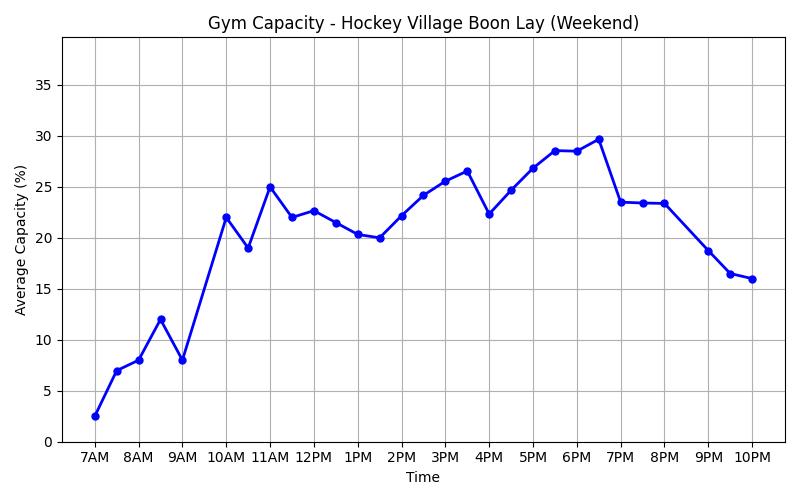 Gym Capacity - Hockey Village Boon Lay (Weekend)
Average Capacity (%)
35
30
25
20
15
10
5
0
7AM 8AM 9AM 10AM 11AM 12PM 1PM 2PM 3PM 4PM 5PM 6PM 7PM 8PM 9PM 10PM
Time